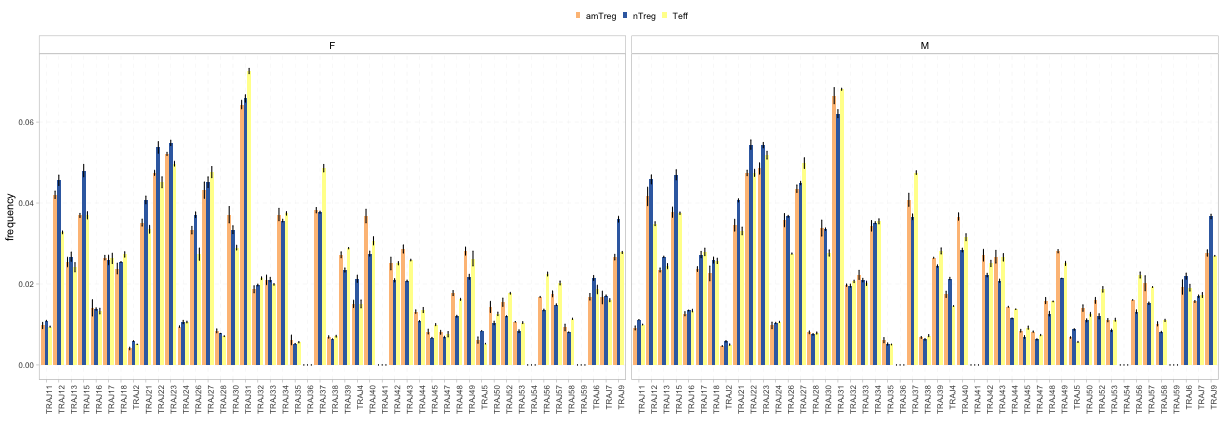 amTreg nTreg Teff
F
M
frequency
0.06
0.04
0.02
0.00
TRAJ11 TRAJ12 TRAJ13 TRAJ15 TRAJ16 TRAJ17 TRAJ18 TRAJ2 TRAJ21 TRAJ22 TRAJ23 TRAJ24 TRAJ26 TRAJ27 TRAJ28 TRAJ30 TRAJ31 TRAJ32 TRAJ33 TRAJ34 TRAJ35 TRAJ36 TRAJ37 TRAJ38 TRAJ39 TRAJ4 TRAJ40 TRAJ41 TRAJ42 TRAJ43 TRAJ44 TRAJ45 TRAJ47 TRAJ48 TRAJ49 TRAJ5 TRAJ50 TRAJ52 TRAJ53 TRAJ54 TRAJ56 TRAJ57 TRAJ58 TRAJ59 TRAJ6 TRAJ7 TRAJ9
TRAJ11 TRAJ12 TRAJ13 TRAJ15 TRAJ16 TRAJ17 TRAJ18 TRAJ2 TRAJ21 TRAJ22 TRAJ23 TRAJ24 TRAJ26 TRAJ27 TRAJ28 TRAJ30 TRAJ31 TRAJ32 TRAJ33 TRAJ34 TRAJ35 TRAJ36 TRAJ37 TRAJ38 TRAJ39 TRAJ4 TRAJ40 TRAJ41 TRAJ42 TRAJ43 TRAJ44 TRAJ45 TRAJ47 TRAJ48 TRAJ49 TRAJ5 TRAJ50 TRAJ52 TRAJ53 TRAJ54 TRAJ56 TRAJ57 TRAJ58 TRAJ59 TRAJ6 TRAJ7 TRAJ9